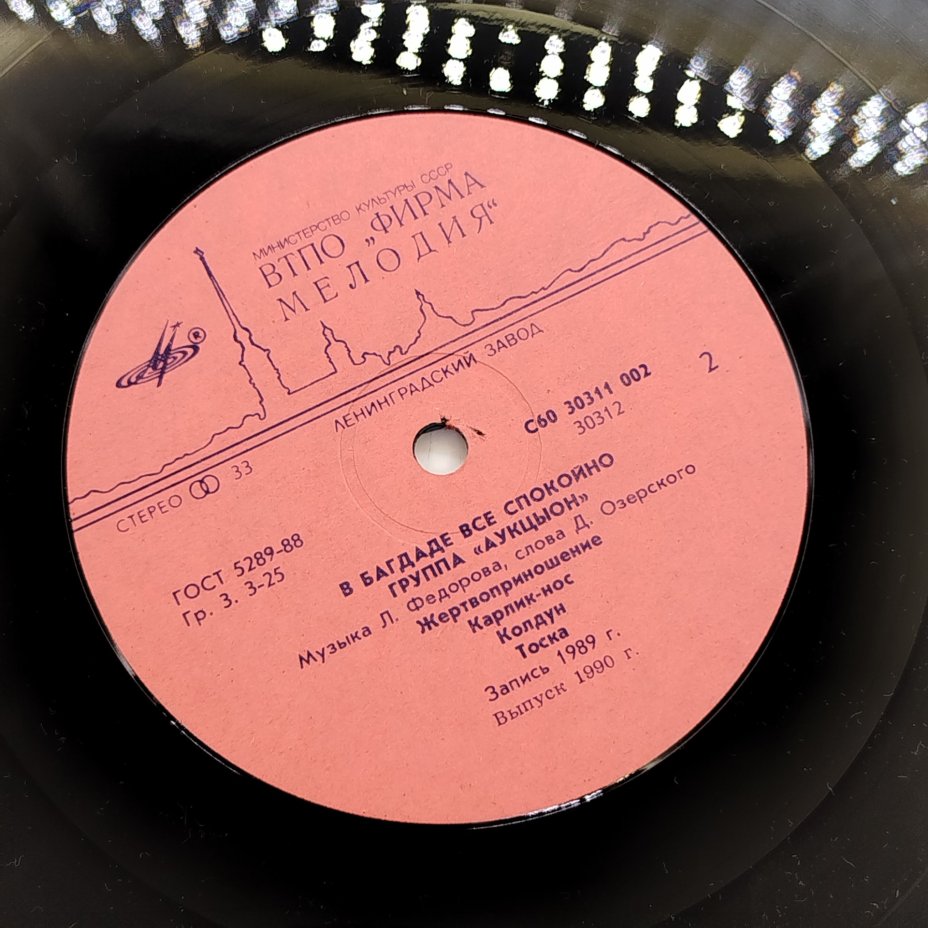 МИНИСТЕРСТВО КУЛЬТУРЫ СССР
ВТПО „ФИРМА
МЕЛОДИЯ“
®
ЛЕНИНГРАДСКИЙ ЗАВОД
СТЕРЕО 33
С60 30311 002
30312
2
ГОСТ 5289-88
Гр. 3. 3-25
В БАГДАДЕ ВСЕ СПОКОЙНО
ГРУППА «АУКЦЫОН»
Музыка Л. Федорова, слова Д. Озерского
Жертвоприношение
Карлик-нос
Колдун
Тоска
Запись 1989 г.
Выпуск 1990 г.